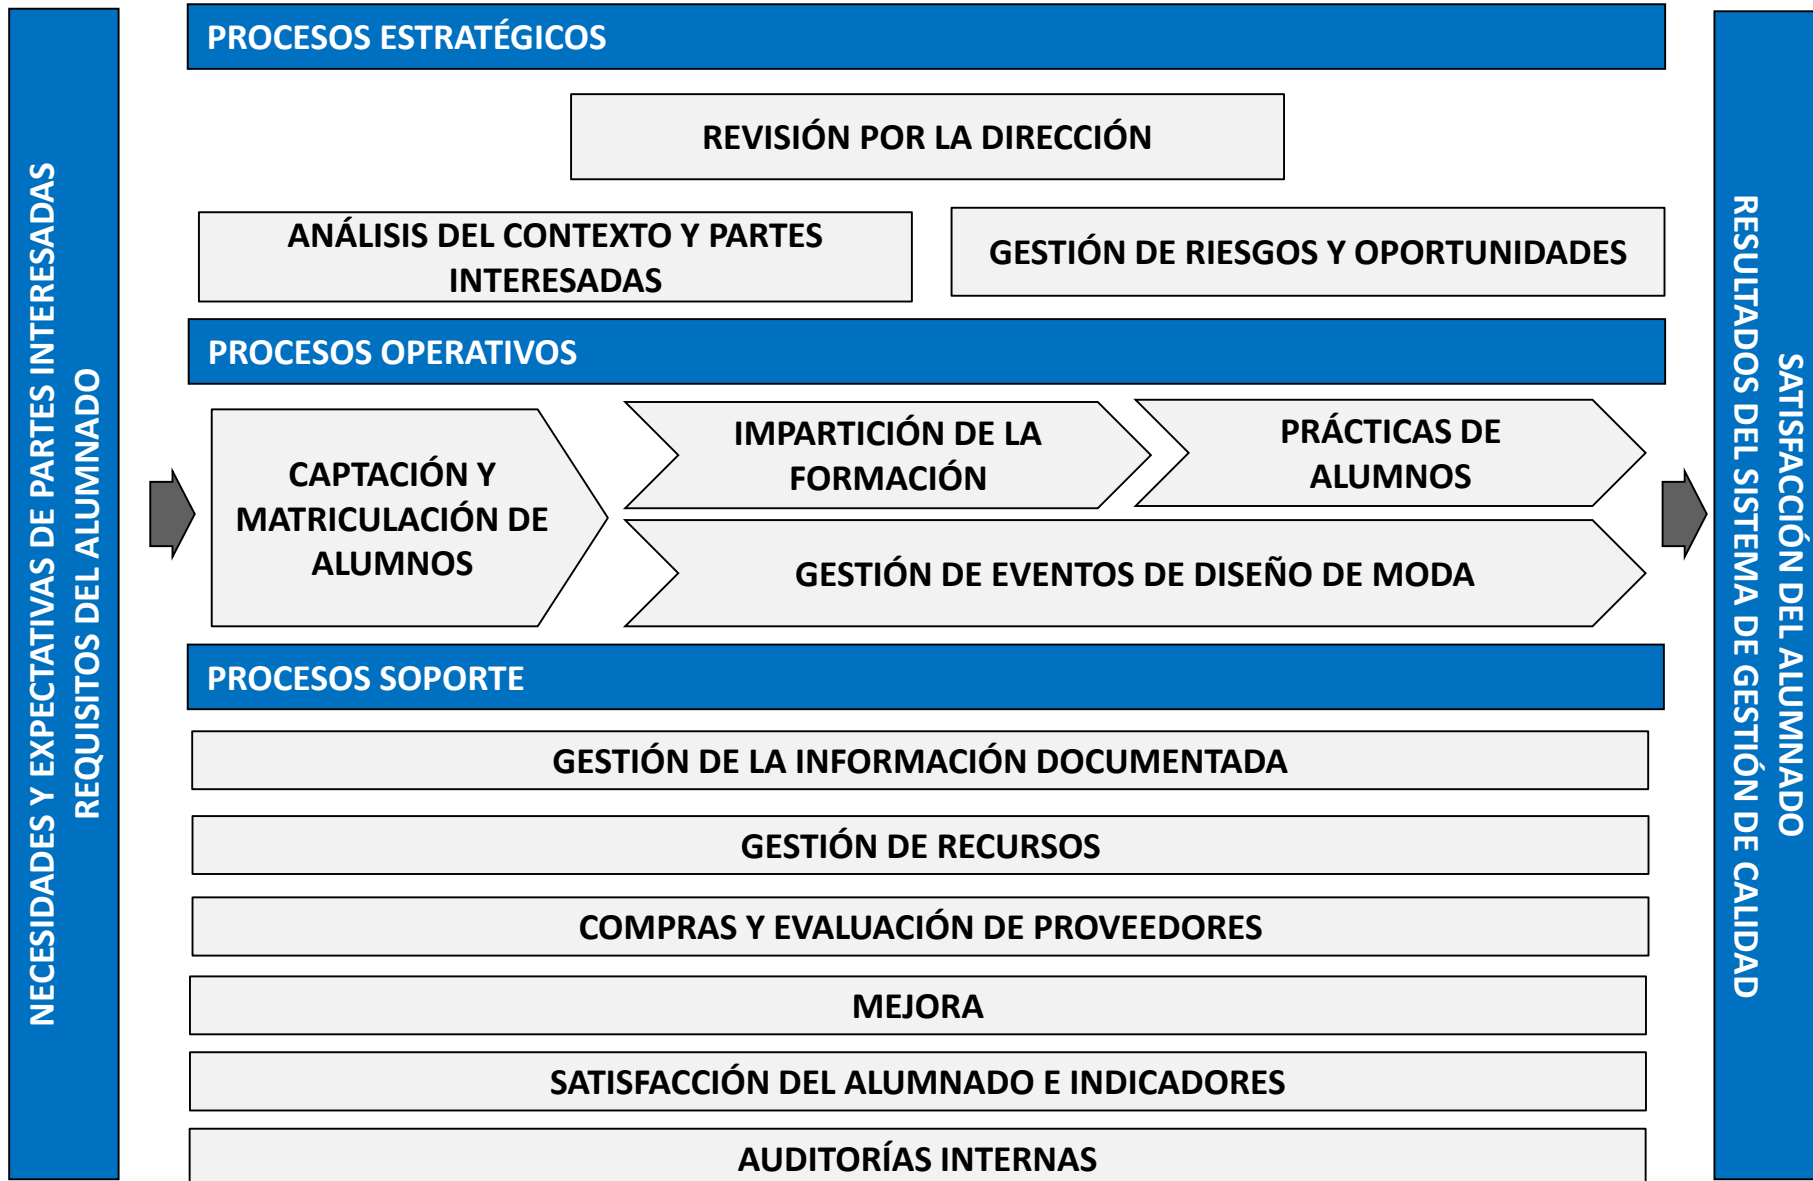 NECESIDADES Y EXPECTATIVAS DE PARTES INTERESADAS
REQUISITOS DEL ALUMNADO
PROCESOS ESTRATÉGICOS
REVISIÓN POR LA DIRECCIÓN
ANÁLISIS DEL CONTEXTO Y PARTES
INTERESADAS
GESTIÓN DE RIESGOS Y OPORTUNIDADES
PROCESOS OPERATIVOS
CAPTACIÓN Y
MATRICULACIÓN DE
ALUMNOS
IMPARTICIÓN DE LA
FORMACIÓN
PRÁCTICAS DE
ALUMNOS
GESTIÓN DE EVENTOS DE DISEÑO DE MODA
PROCESOS SOPORTE
GESTIÓN DE LA INFORMACIÓN DOCUMENTADA
GESTIÓN DE RECURSOS
COMPRAS Y EVALUACIÓN DE PROVEEDORES
MEJORA
SATISFACCIÓN DEL ALUMNADO E INDICADORES
AUDITORÍAS INTERNAS
SATISFACCIÓN DEL ALUMNADO
RESULTADOS DEL SISTEMA DE GESTIÓN DE CALIDAD